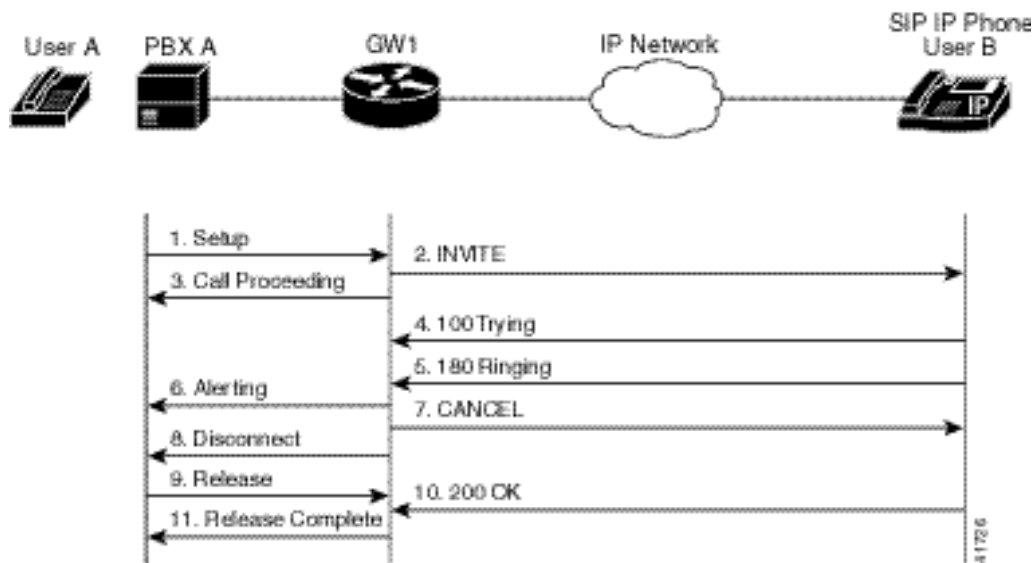 User A
PBX A
GW1
IP Network
SIP IP Phone
User B
IP
1. Setup
2. INVITE
3. Call Proceeding
4. 100 Trying
5. 180 Ringing
6. Alerting
7. CANCEL
8. Disconnect
9. Release
10. 200 OK
11. Release Complete
41726